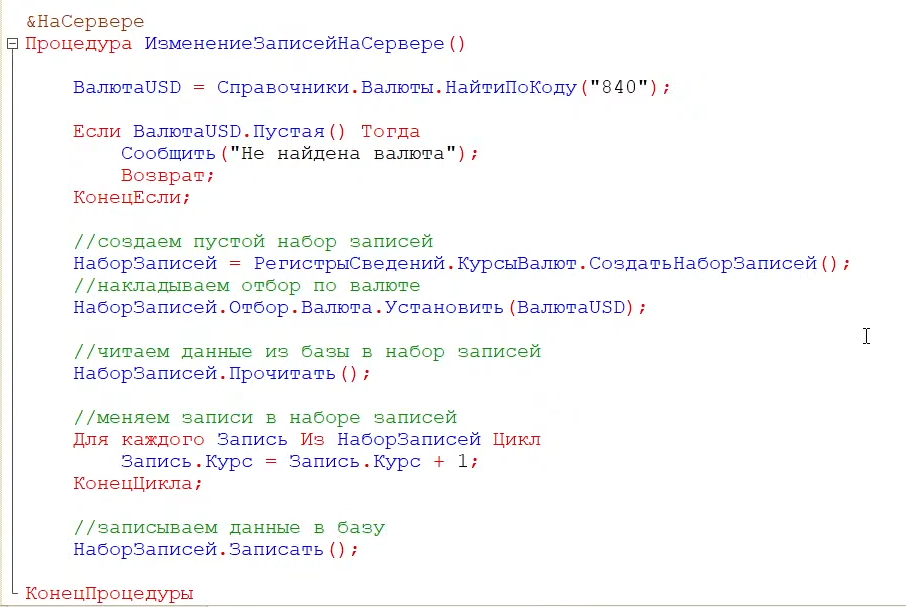 &НаСервере
Процедура ИзменениеЗаписейНаСервере()
ВалютаUSD = Справочники.Валюты.НайтиПоКоду("840");
Если ВалютаUSD.Пустая() Тогда
Сообщить("Не найдена валюта");
Возврат;
КонецЕсли;
//создаем пустой набор записей
НаборЗаписей = РегистрыСведений.КурсыВалют.СоздатьНаборЗаписей();
//накладываем отбор по валюте
НаборЗаписей.Отбор.Валюта.Установить(ВалютаUSD);
//читаем данные из базы в набор записей
НаборЗаписей.Прочитать();
//меняем записи в наборе записей
Для каждого Запись Из НаборЗаписей Цикл
Запись.Курс = Запись.Курс + 1;
КонецЦикла;
//записываем данные в базу
НаборЗаписей.Записать();
КонецПроцедуры